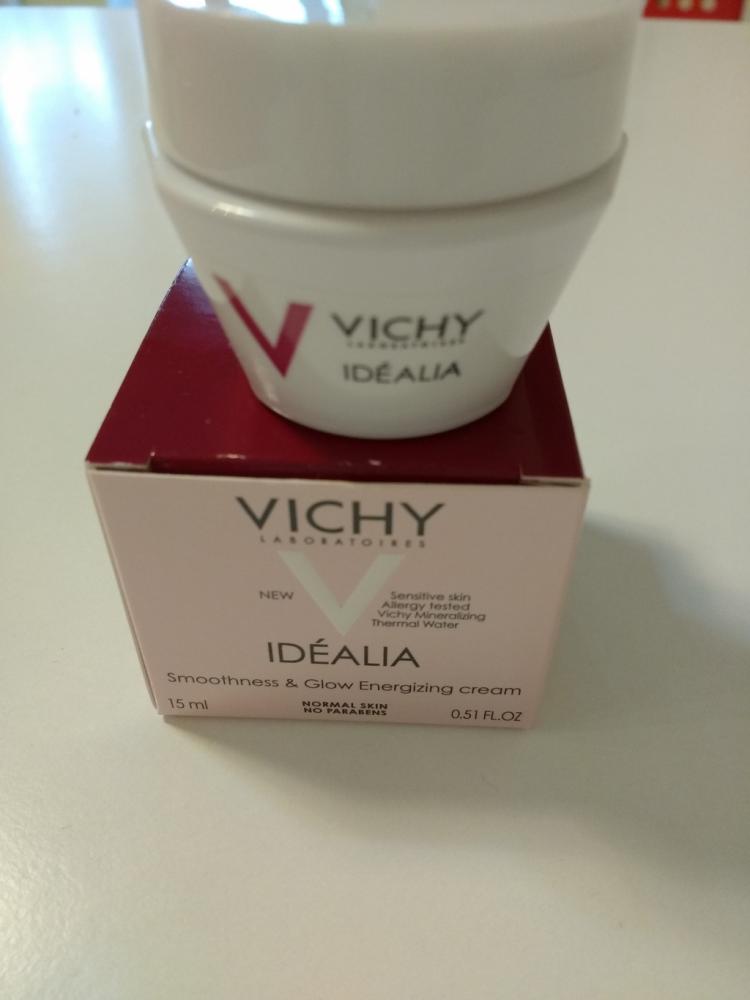 VICHY
LABORATOIRES
IDÉALIA
VICHY
LABORATOIRES
NEW
Sensitive skin
Allergy tested
Vichy Mineralizing
Thermal Water
IDÉALIA
Smoothness & Glow Energizing cream
15 ml
NORMAL SKIN
NO PARABENS
0.51 FL.OZ